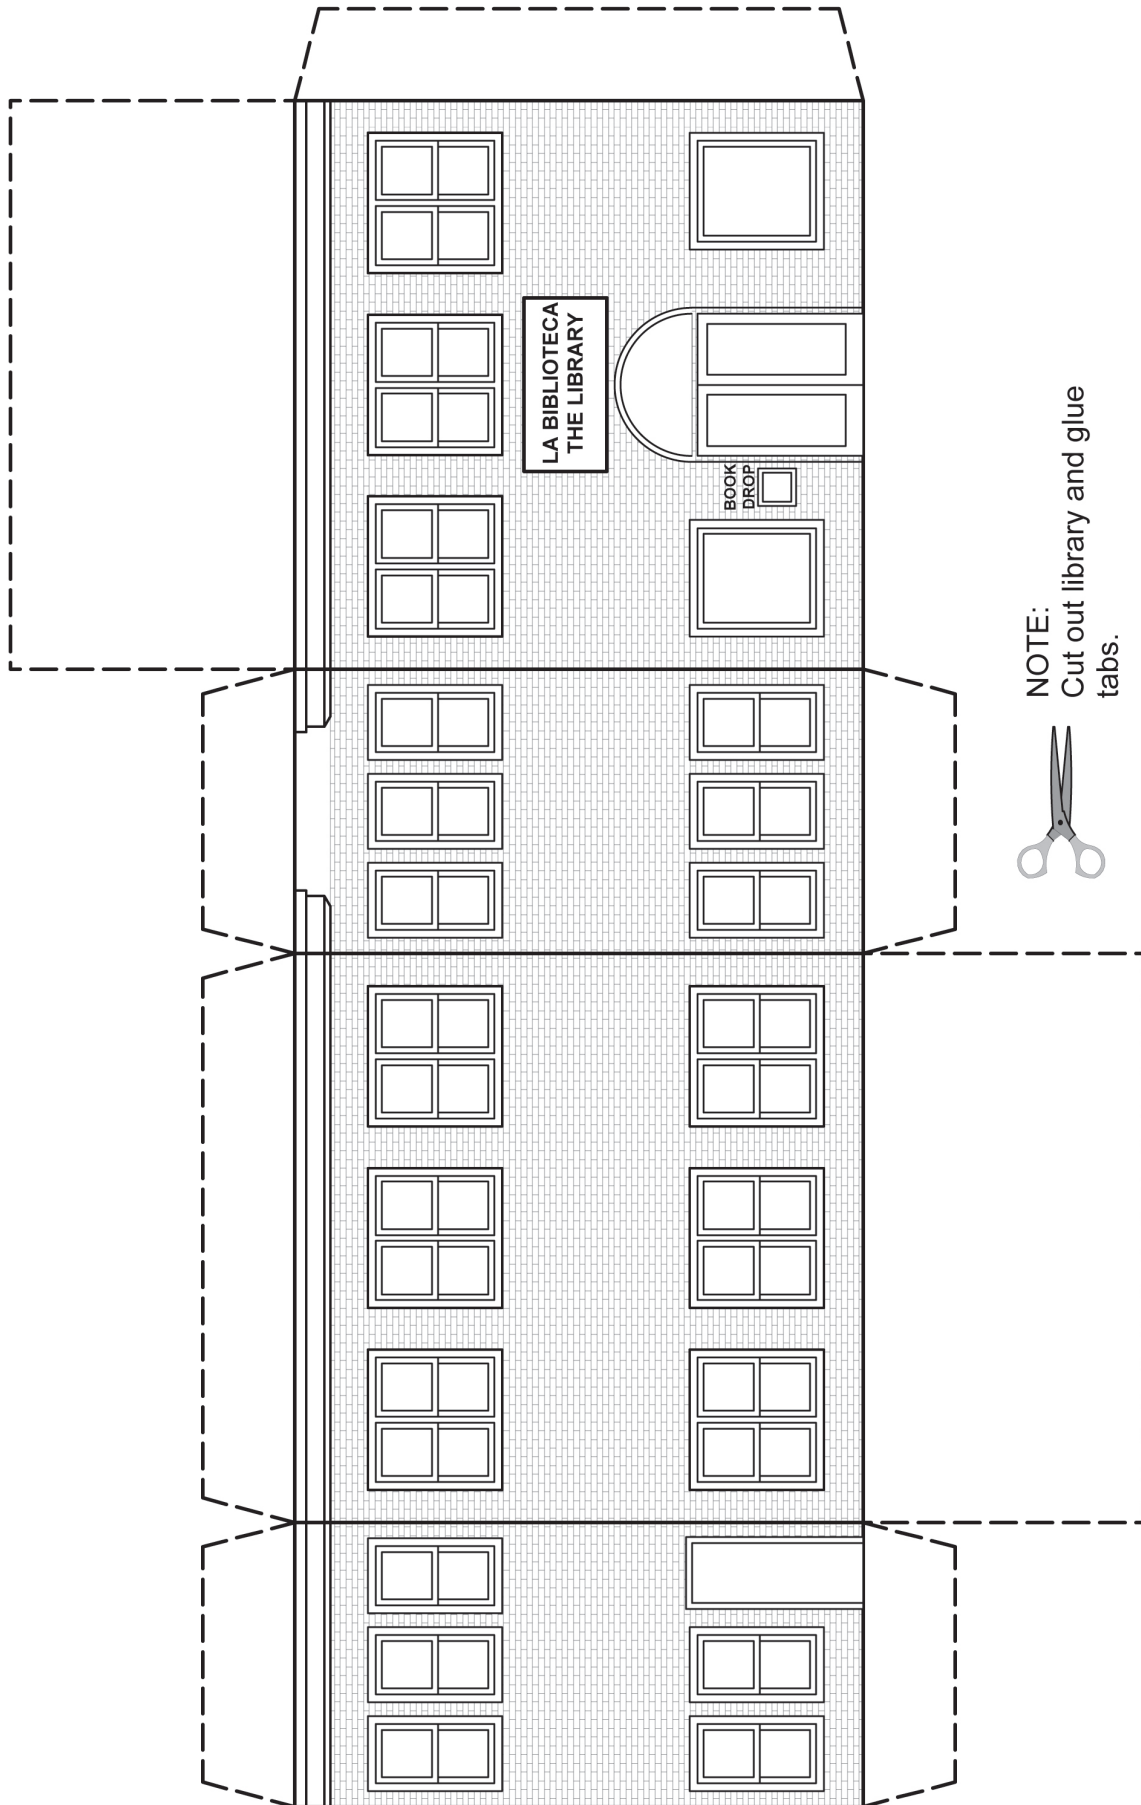 LA BIBLIOTECA
THE LIBRARY
BOOK
DROP
NOTE:
Cut out library and glue
tabs.